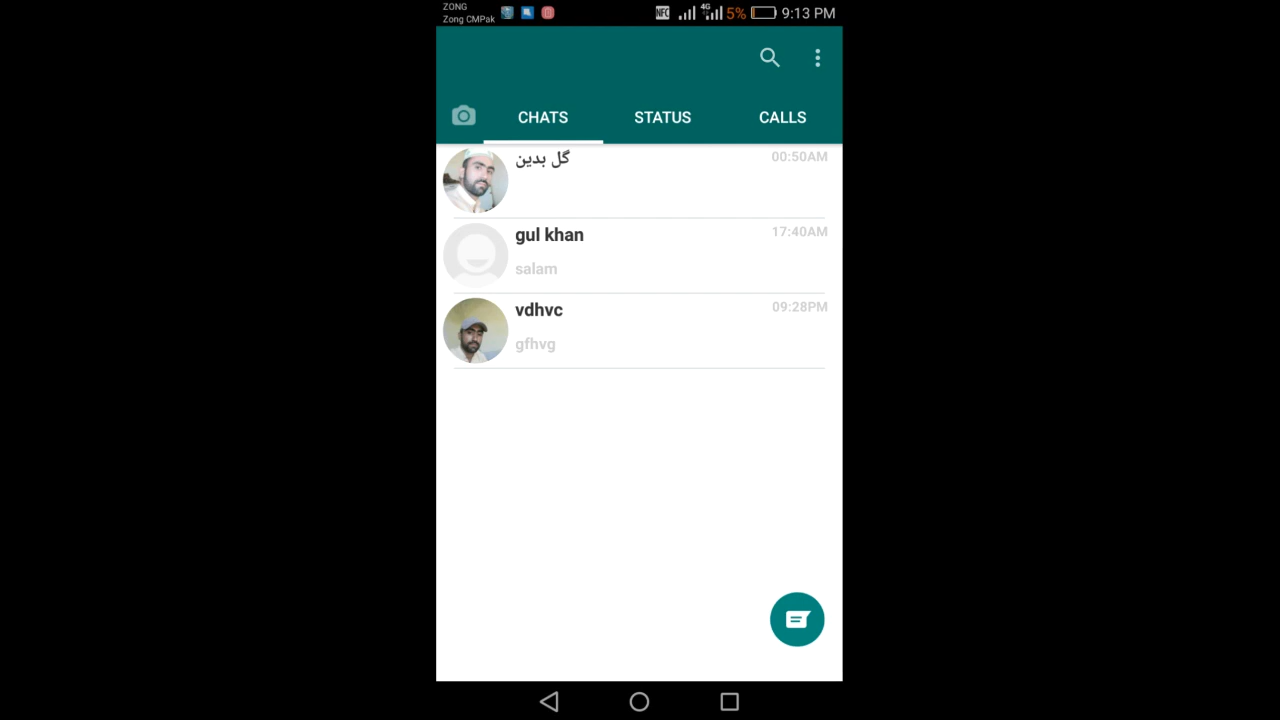 ZONG
Zong CMPak
NFC 4G 5% 9:13 PM
CHATS STATUS CALLS
گل بدین 00:50AM
gul khan 17:40AM
salam
vdhvc 09:28PM
gfhvg